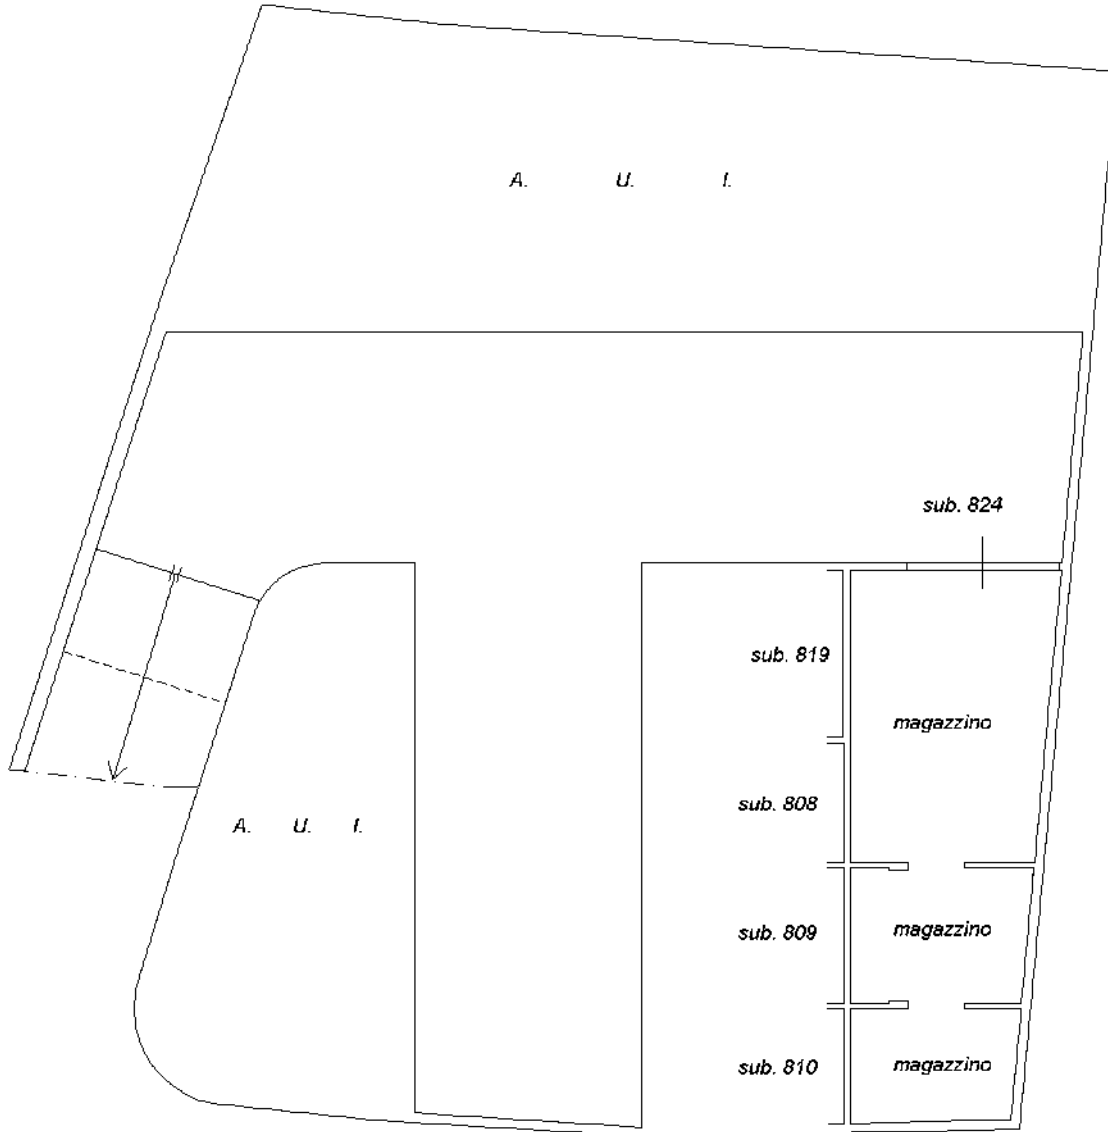 A. U. I.
sub. 824
sub. 819
magazzino
sub. 808
A. U. I.
sub. 809 magazzino
sub. 810 magazzino